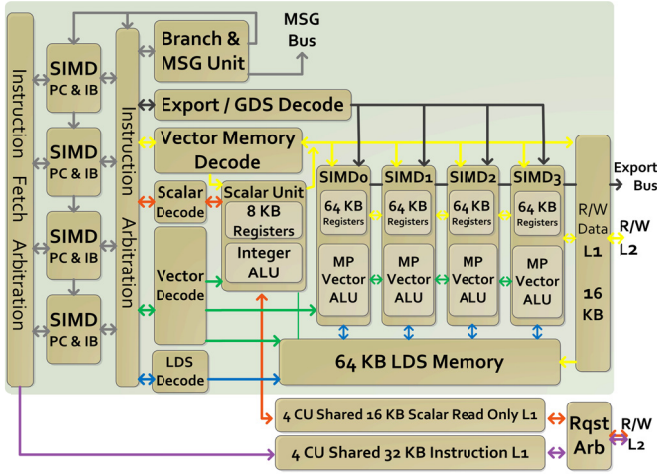 Instruction Fetch Arbitration
SIMD
PC & IB
SIMD
PC & IB
SIMD
PC & IB
SIMD
PC & IB
Instruction Arbitration
Branch &
MSG Unit
MSG
Bus
Export / GDS Decode
Vector Memory
Decode
Scalar
Decode
Scalar Unit
8 KB
Registers
Integer
ALU
Vector
Decode
LDS
Decode
SIMD0
64 KB
Registers
MP
Vector
ALU
SIMD1
64 KB
Registers
MP
Vector
ALU
SIMD2
64 KB
Registers
MP
Vector
ALU
SIMD3
64 KB
Registers
MP
Vector
ALU
64 KB LDS Memory
R/W
Data
L1
16
KB
Export
Bus
R/W
L2
4 CU Shared 16 KB Scalar Read Only L1
4 CU Shared 32 KB Instruction L1
Rqst
Arb
R/W
L2